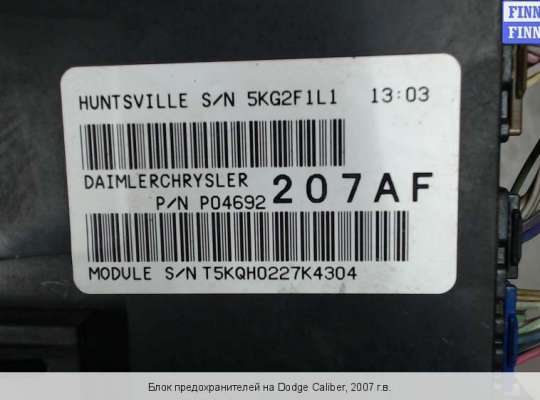 FINN
FINN
HUNTSVILLE S/N 5KG2F1L1 13:03
DAIMLERCHRYSLER
P/N P04692 207AF
MODULE S/N T5KQH0227K4304
Блок предохранителей на Dodge Caliber, 2007 г.в.